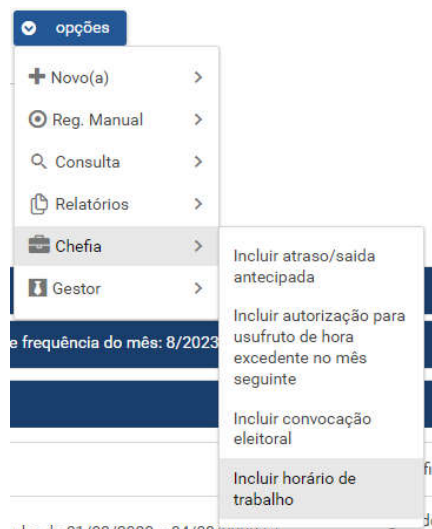 opções
Novo(a)
Reg. Manual
Consulta
Relatórios
Chefia
Gestor
Incluir atraso/saida
antecipada
Incluir autorização para
usufruto de hora
excedente no mês
seguinte
Incluir convocação
eleitoral
Incluir horário de
trabalho
e frequência do mês: 8/2023